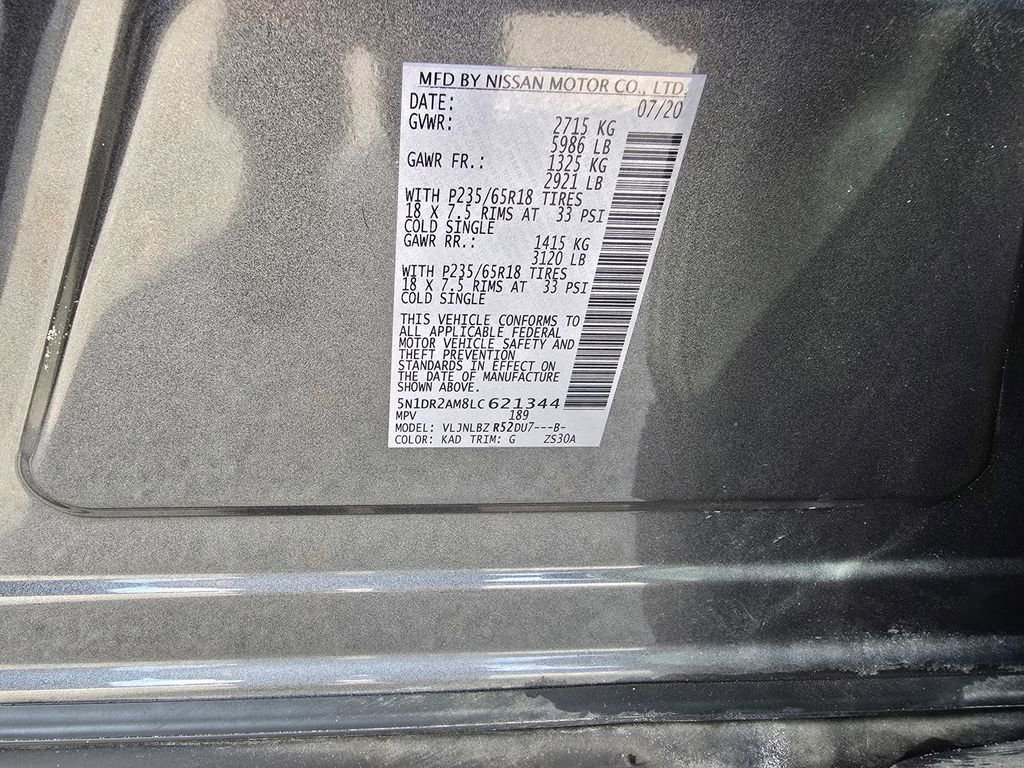 MFD BY NISSAN MOTOR CO., LTD.
DATE: 07/20
GVWR: 2715 KG
5986 LB
GAWR FR.: 1325 KG
2921 LB
WITH P235/65R18 TIRES
18 X 7.5 RIMS AT 33 PSI
COLD SINGLE
GAWR RR.: 1415 KG
3120 LB
WITH P235/65R18 TIRES
18 X 7.5 RIMS AT 33 PSI
COLD SINGLE
THIS VEHICLE CONFORMS TO
ALL APPLICABLE FEDERAL
MOTOR VEHICLE SAFETY AND
THEFT PREVENTION
STANDARDS IN EFFECT ON
THE DATE OF MANUFACTURE
SHOWN ABOVE.
5N1DR2AM8LC621344
MPV 189
MODEL: VLJNLBZ R52DU7---B-
COLOR: KAD TRIM: G ZS30A